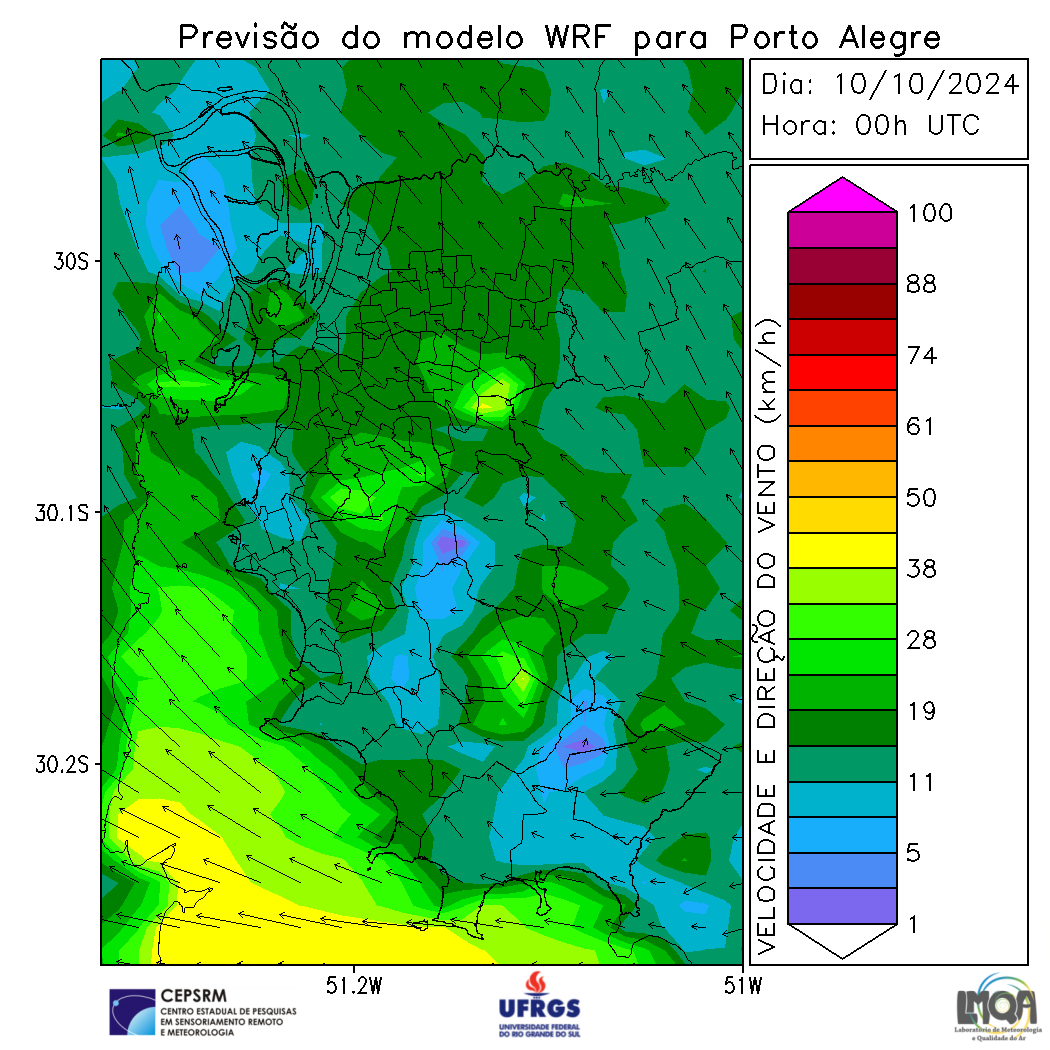 Previsão do modelo WRF para Porto Alegre
Dia: 10/10/2024
Hora: 00h UTC
30S
30.1S
30.2S
51.2W
51W
VELOCIDADE E DIREÇÃO DO VENTO (km/h)
100
88
74
61
50
38
28
19
11
5
1
CEPSRM
CENTRO ESTADUAL DE PESQUISAS
EM SENSORIAMENTO REMOTO
E METEOROLOGIA
UFRGS
UNIVERSIDADE FEDERAL
DO RIO GRANDE DO SUL
LMQA
Laboratório de Meteorologia
e Qualidade do Ar